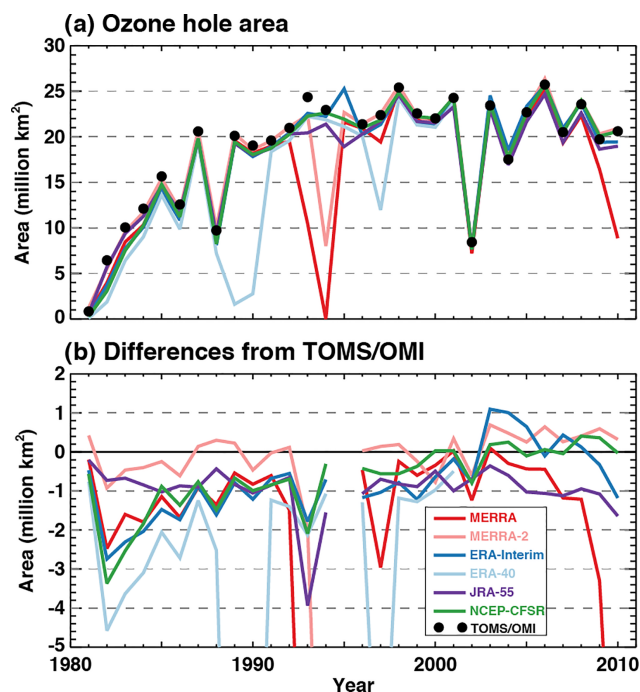 (a) Ozone hole area
30
25
20
15
10
5
0
Area (million km²)
(b) Differences from TOMS/OMI
2
1
0
-1
-2
-3
-4
-5
Area (million km²)
MERRA
MERRA-2
ERA-Interim
ERA-40
JRA-55
NCEP-CFSR
TOMS/OMI
1980 1990 2000 2010
Year